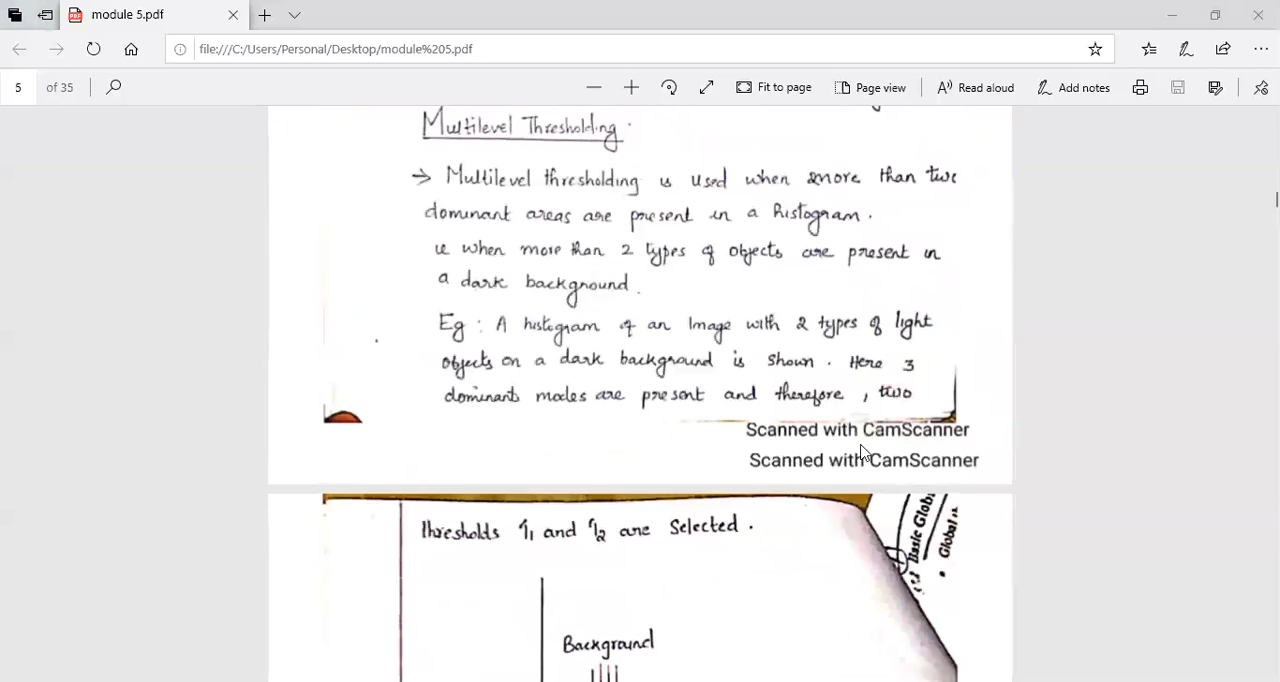 module 5.pdf
file:///C:/Users/Personal/Desktop/module%205.pdf
5 of 35
Fit to page
Page view
Read aloud
Add notes
Multilevel Thresholding.
→ Multilevel thresholding is used when more than two
dominant areas are present in a histogram.
ie when more than 2 types of objects are present in
a dark background.
Eg : A histogram of an Image with 2 types of light
objects on a dark background is shown. Here 3
dominant modes are present and therefore, two
Scanned with CamScanner
Scanned with CamScanner
Thresholds T1 and T2 are Selected.
Basic Glob
• Global
Background